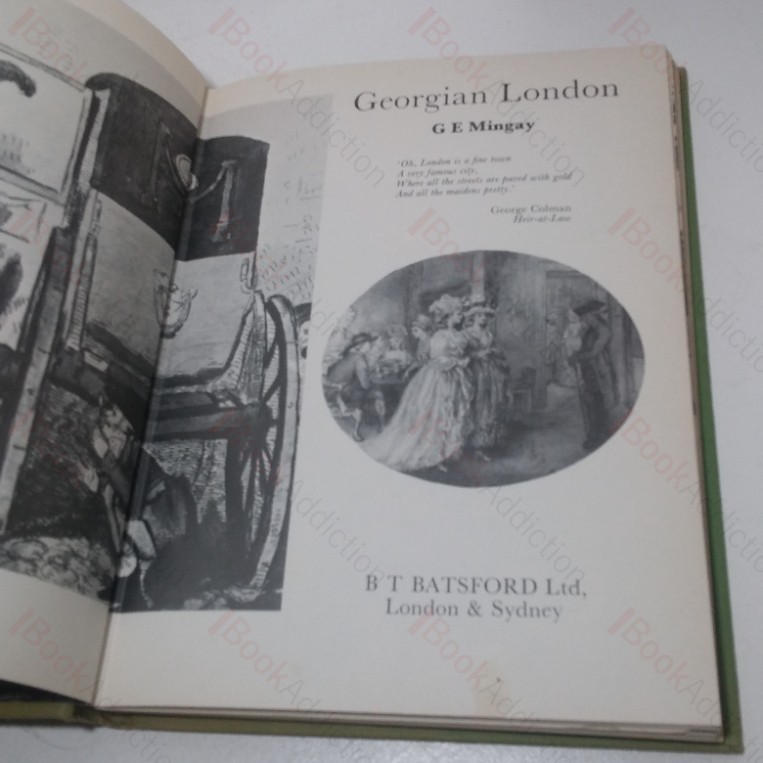 Georgian London
G E Mingay
'Oh, London is a fine town
A very famous city,
Where all the streets are paved with gold
And all the maidens pretty.'
George Colman
Heir-at-Law
B T BATSFORD Ltd,
London & Sydney
BookAddiction